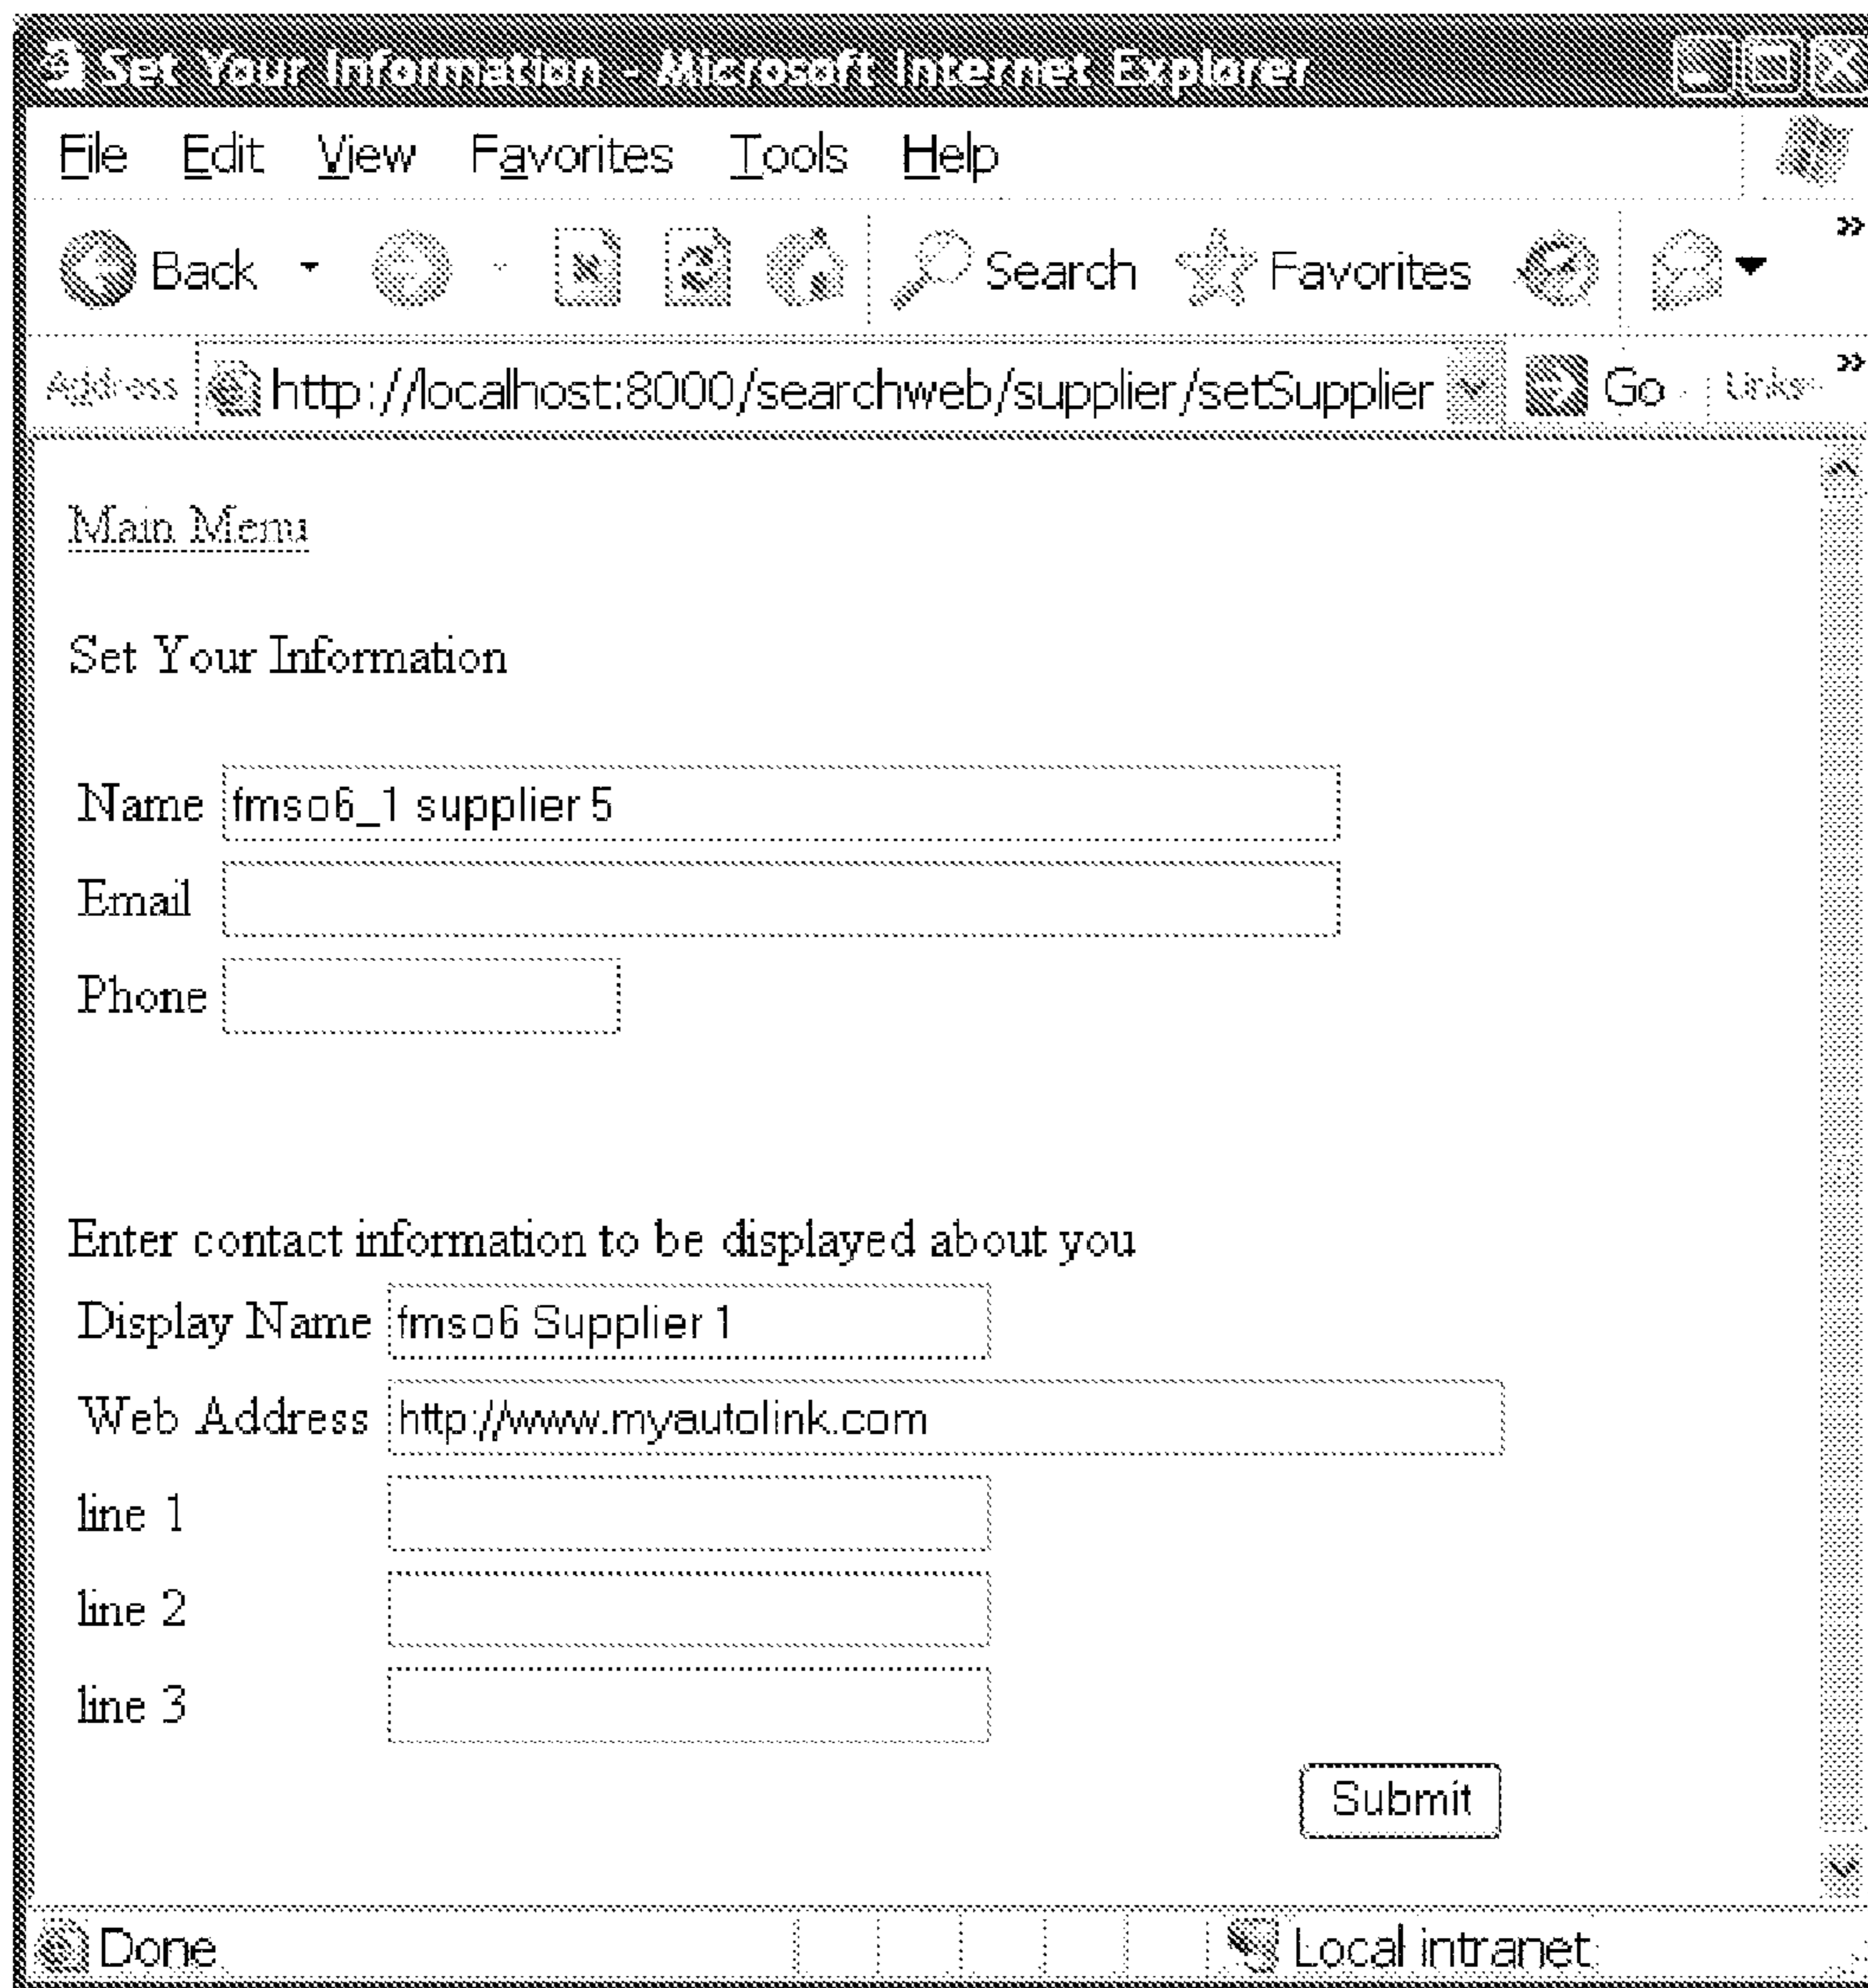 Set Your Information - Microsoft Internet Explorer
File Edit View Favorites Tools Help
Back Search Favorites »
Address http://localhost:8000/searchweb/supplier/setSupplier Go Links »
Main Menu
Set Your Information
Name fmso6_1 supplier 5
Email
Phone
Enter contact information to be displayed about you
Display Name fmso6 Supplier 1
Web Address http://www.myautolink.com
line 1
line 2
line 3
Submit
Done Local intranet